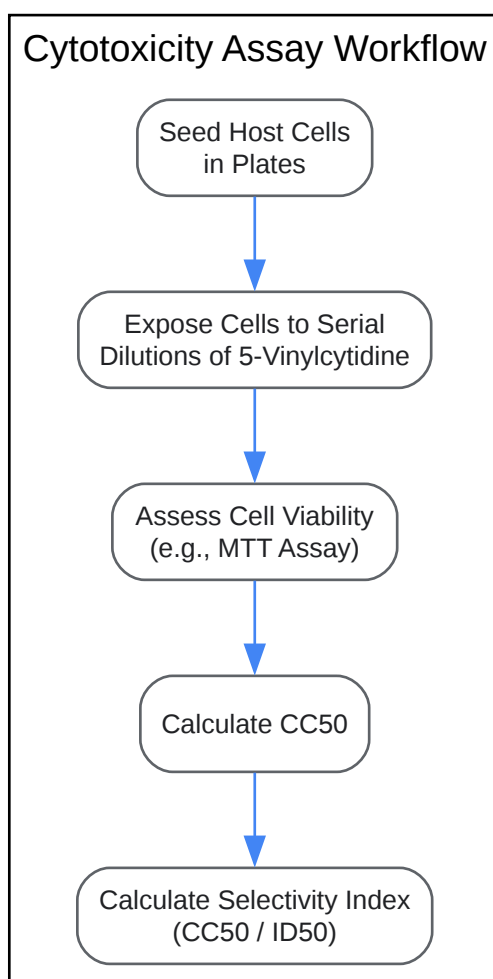 Cytotoxicity Assay Workflow
Seed Host Cells
in Plates
Expose Cells to Serial
Dilutions of 5-Vinylcytidine
Assess Cell Viability
(e.g., MTT Assay)
Calculate CC50
Calculate Selectivity Index
(CC50 / ID50)